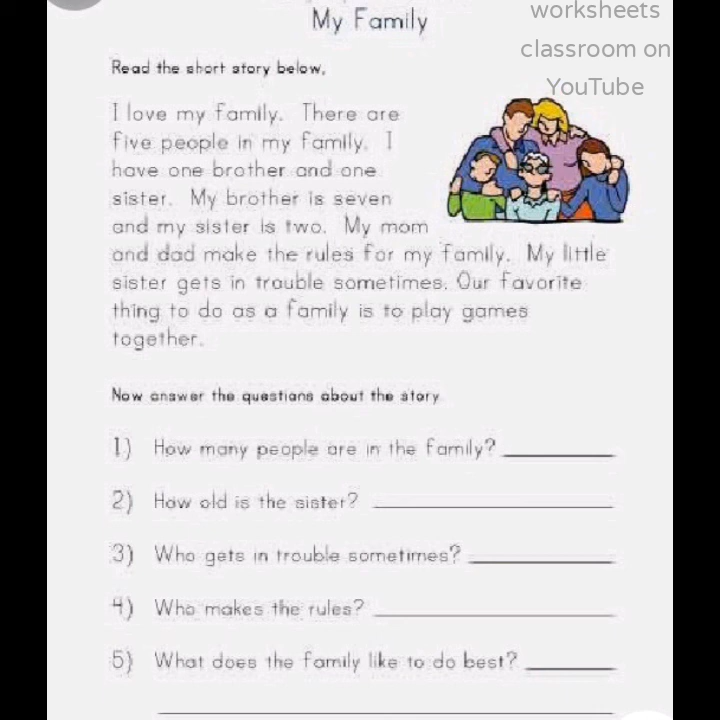 My Family
worksheets
classroom on
YouTube
Read the short story below.
I love my family. There are
five people in my family. I
have one brother and one
sister. My brother is seven
and my sister is two. My mom
and dad make the rules for my family. My little
sister gets in trouble sometimes. Our favorite
thing to do as a family is to play games
together.
Now answer the questions about the story.
1) How many people are in the family?
2) How old is the sister?
3) Who gets in trouble sometimes?
4) Who makes the rules?
5) What does the family like to do best?